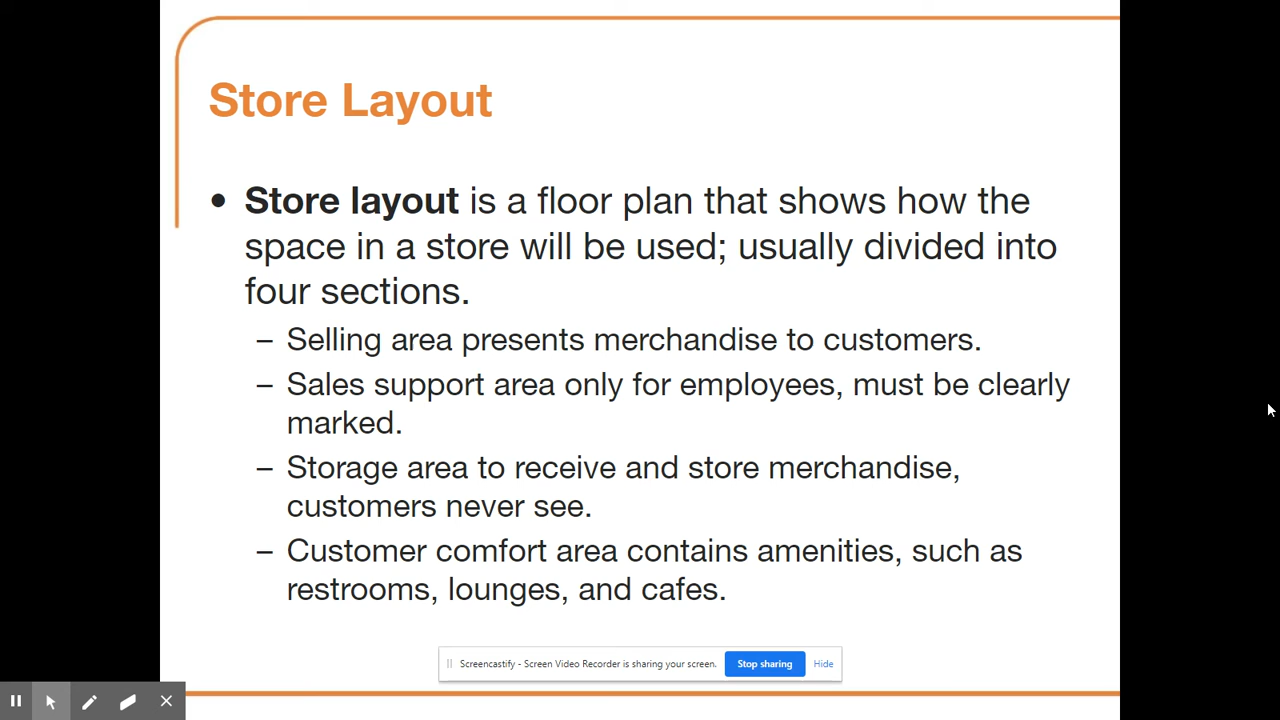 Store Layout
• Store layout is a floor plan that shows how the
space in a store will be used; usually divided into
four sections.
– Selling area presents merchandise to customers.
– Sales support area only for employees, must be clearly
marked.
– Storage area to receive and store merchandise,
customers never see.
– Customer comfort area contains amenities, such as
restrooms, lounges, and cafes.
Screencastify - Screen Video Recorder is sharing your screen. Stop sharing Hide